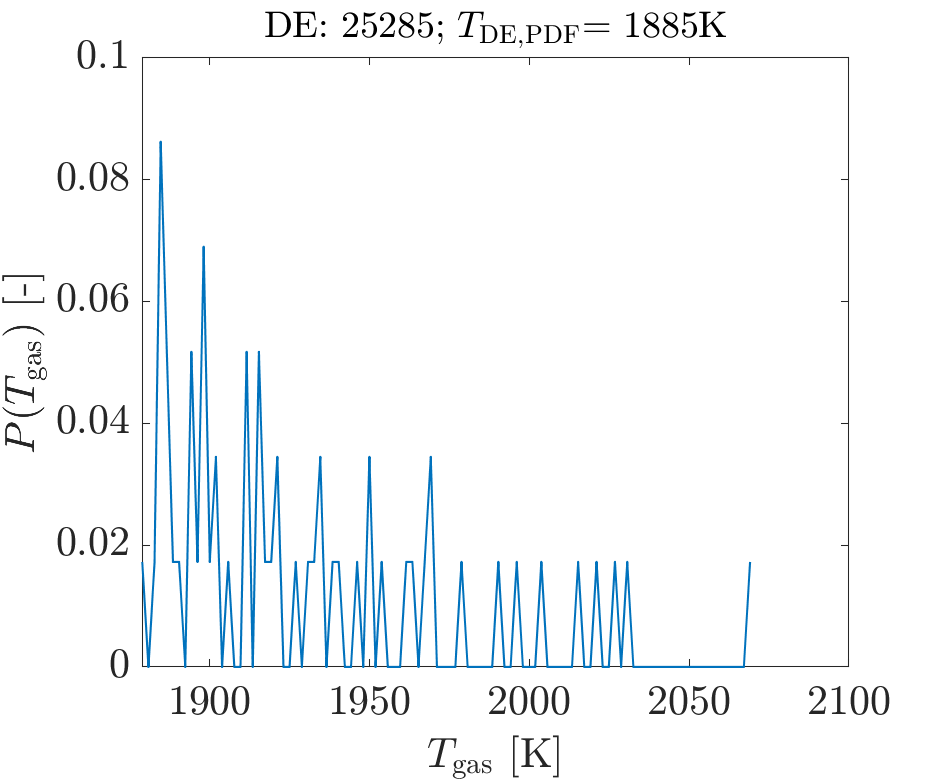 DE: 25285; T_DE,PDF= 1885K
0.1
0.08
0.06
0.04
0.02
0
P(T_gas) [-]
1900 1950 2000 2050 2100
T_gas [K]